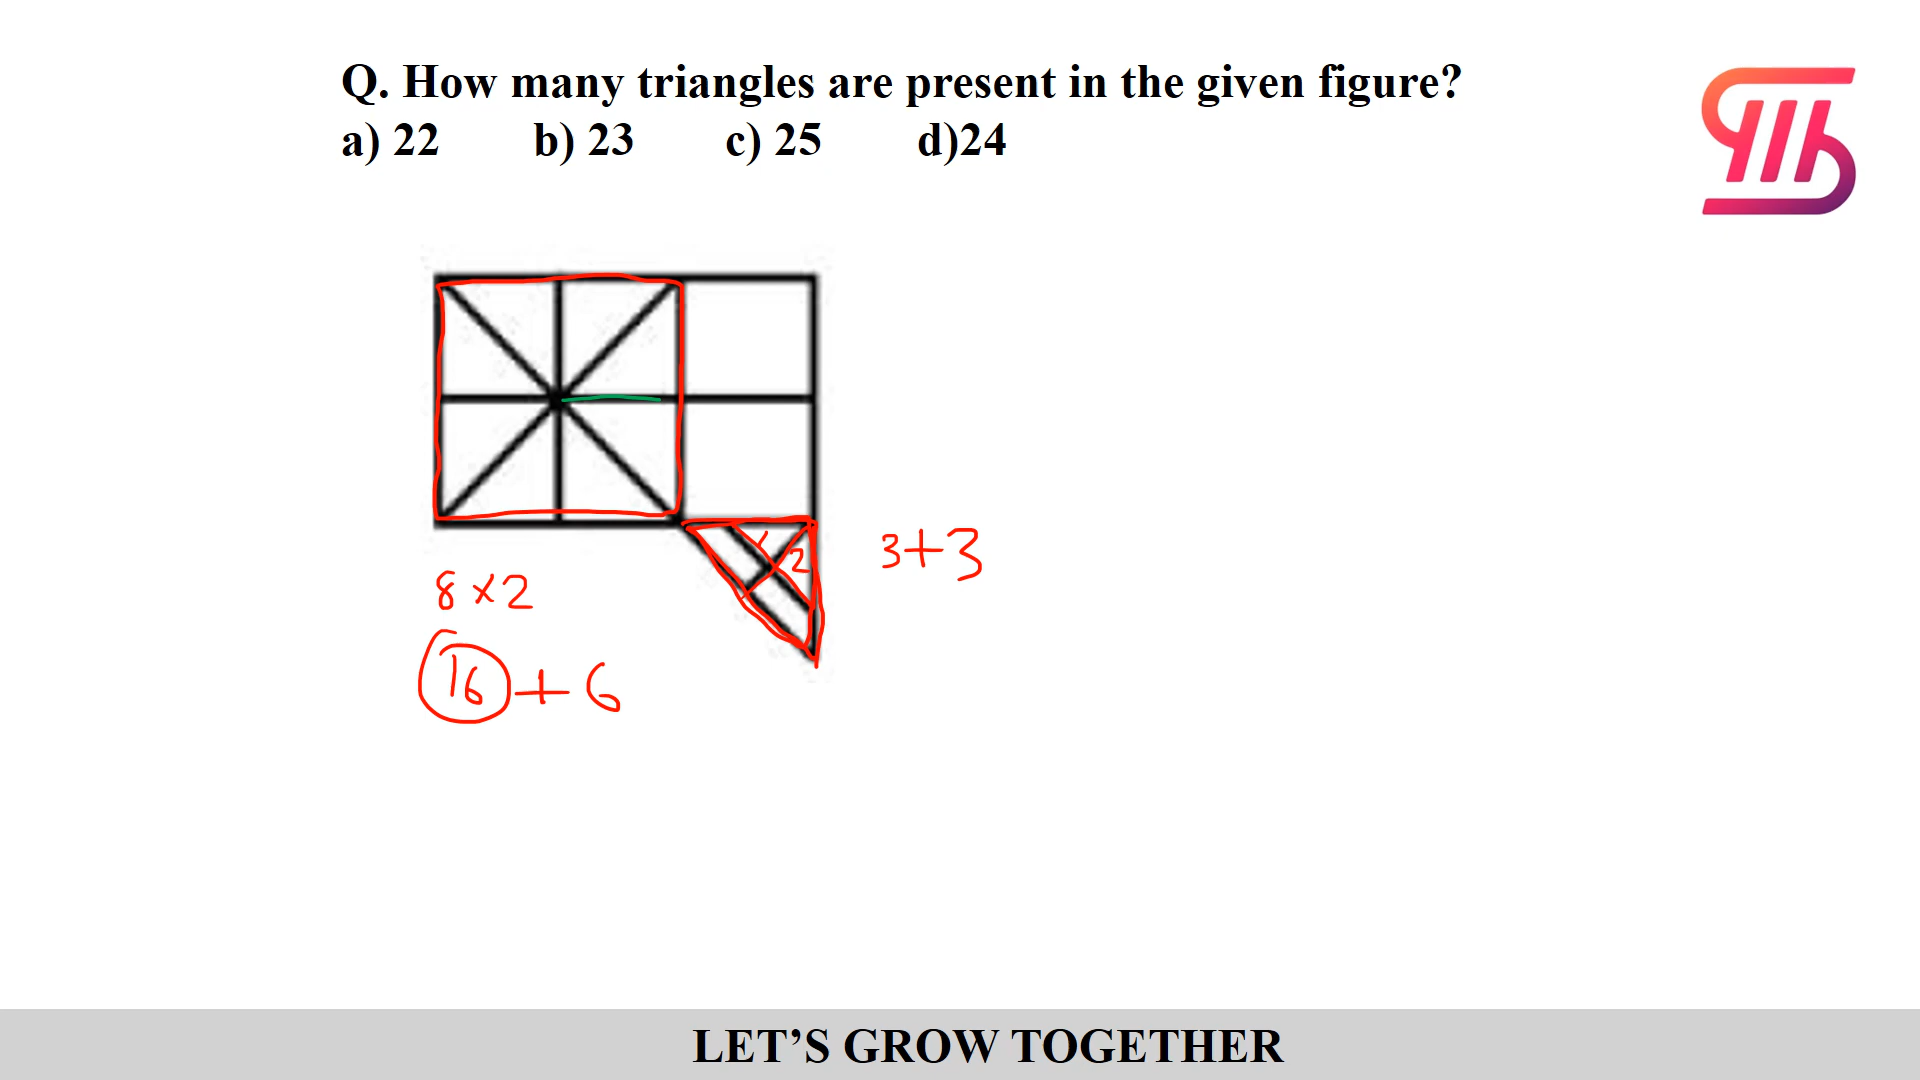 Q. How many triangles are present in the given figure?
a) 22 b) 23 c) 25 d)24
1 2
3+3
8×2
16+6
LET’S GROW TOGETHER